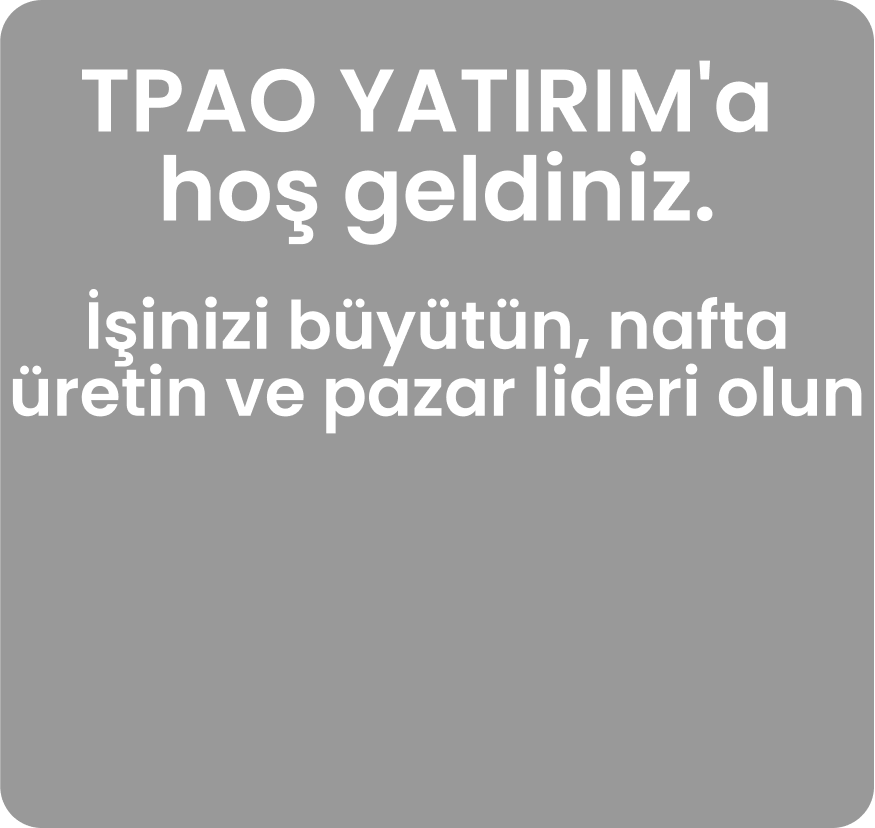 TPAO YATIRIM'a
hoş geldiniz.
İşinizi büyütün, nafta
üretin ve pazar lideri olun